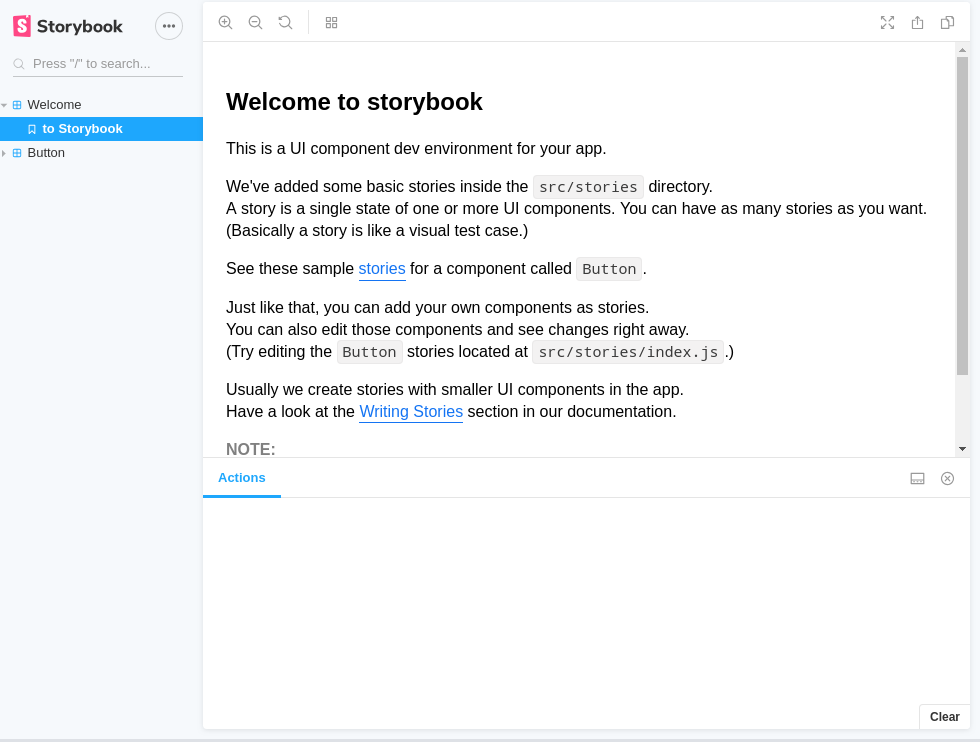 Storybook
Press "/" to search...
Welcome
to Storybook
Button
Welcome to storybook
This is a UI component dev environment for your app.
We've added some basic stories inside the src/stories directory.
A story is a single state of one or more UI components. You can have as many stories as you want.
(Basically a story is like a visual test case.)
See these sample stories for a component called Button.
Just like that, you can add your own components as stories.
You can also edit those components and see changes right away.
(Try editing the Button stories located at src/stories/index.js.)
Usually we create stories with smaller UI components in the app.
Have a look at the Writing Stories section in our documentation.
NOTE:
Actions
Clear